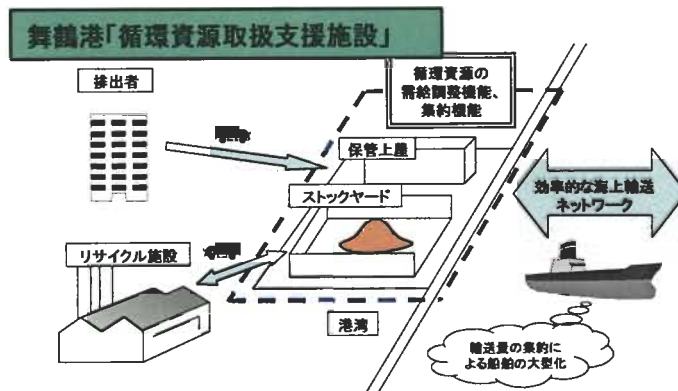 舞鶴港「循環資源取扱支援施設」
排出者
循環資源の
需給調整機能、
集約機能
保管上屋
ストックヤード
効率的な海上輸送
ネットワーク
リサイクル施設
港湾
輸送量の集約に
よる船舶の大型化